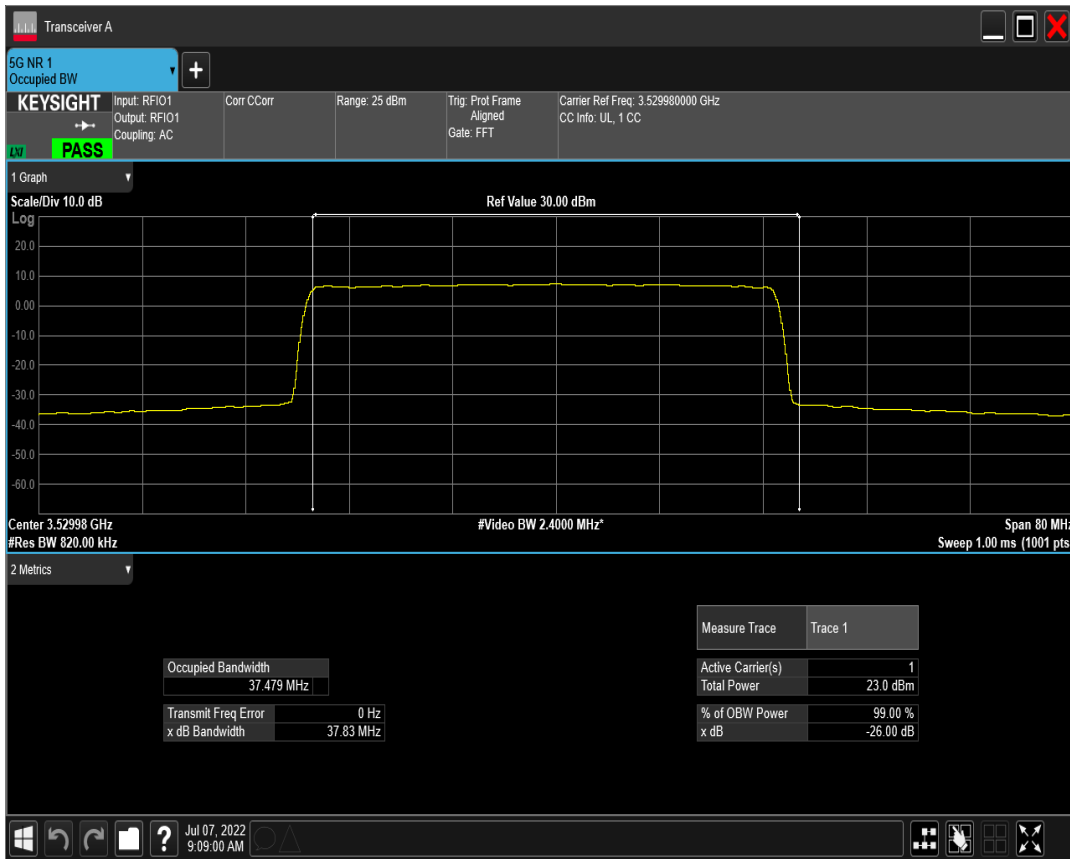 Transceiver A
5G NR 1
Occupied BW
+
KEYSIGHT
LXI
PASS
Input: RFIO1
Output: RFIO1
Coupling: AC
Corr CCorr
Range: 25 dBm
Trig: Prot Frame
Aligned
Gate: FFT
Carrier Ref Freq: 3.529980000 GHz
CC Info: UL, 1 CC
1 Graph
Scale/Div 10.0 dB
Ref Value 30.00 dBm
Log
20.0
10.0
0.00
-10.0
-20.0
-30.0
-40.0
-50.0
-60.0
Center 3.52998 GHz
#Video BW 2.4000 MHz*
Span 80 MHz
#Res BW 820.00 kHz
Sweep 1.00 ms (1001 pts
2 Metrics
Measure Trace Trace 1
Occupied Bandwidth
37.479 MHz
Active Carrier(s) 1
Total Power 23.0 dBm
Transmit Freq Error 0 Hz
x dB Bandwidth 37.83 MHz
% of OBW Power 99.00 %
x dB -26.00 dB
?
Jul 07, 2022
9:09:00 AM